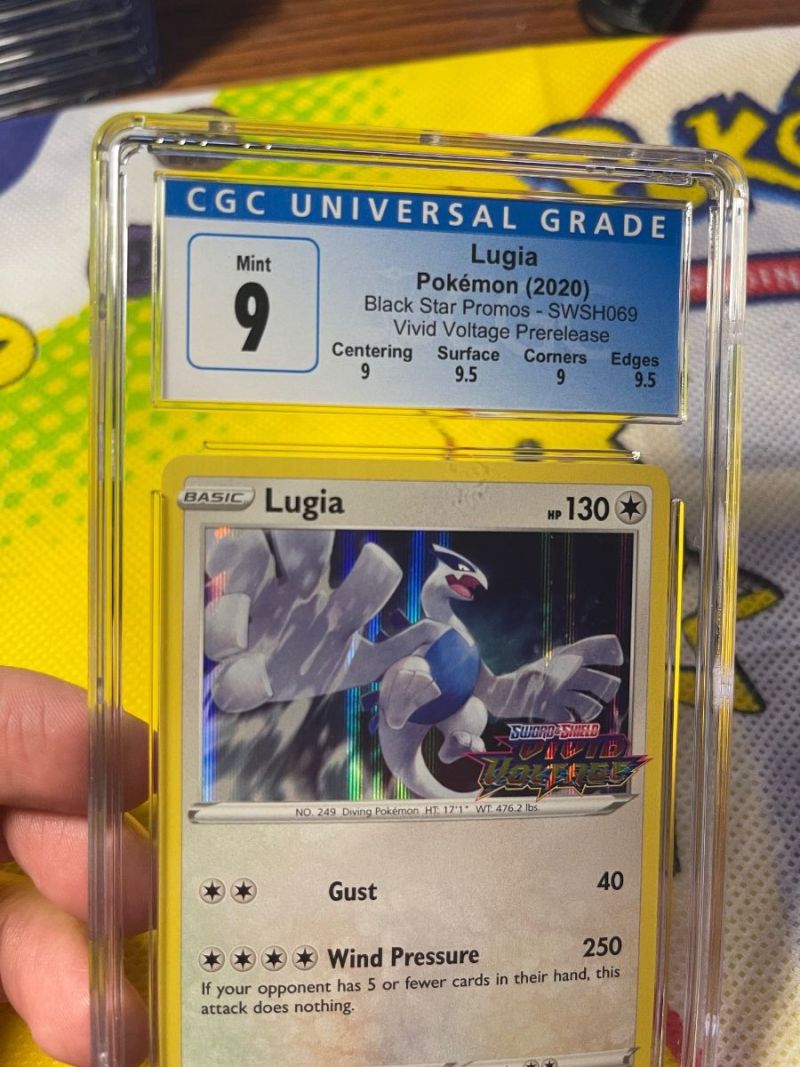 CGC UNIVERSAL GRADE
Mint
9
Lugia
Pokémon (2020)
Black Star Promos - SWSH069
Vivid Voltage Prerelease
Centering Surface Corners Edges
9 9.5 9 9.5
BASIC Lugia HP 130
SWORD & SHIELD
VIVID
VOLTAGE
NO. 249 Diving Pokémon HT: 17'1" WT: 476.2 lbs.
Gust 40
Wind Pressure 250
If your opponent has 5 or fewer cards in their hand, this
attack does nothing.